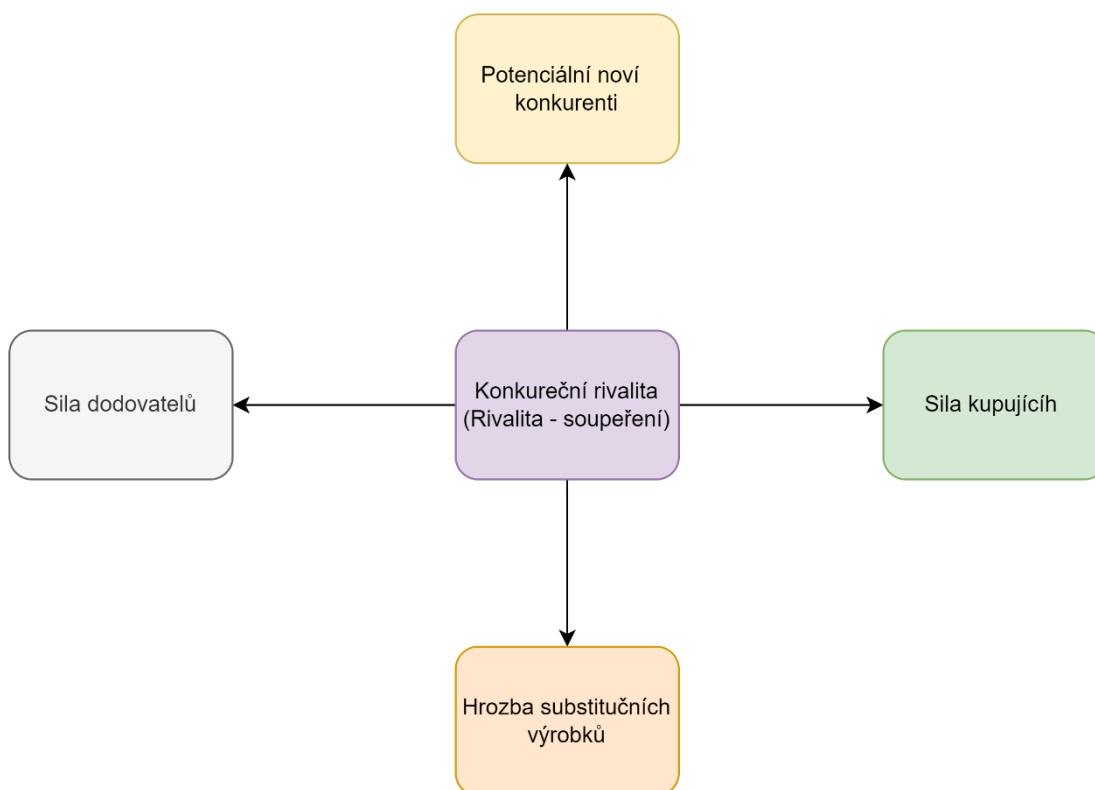 Potenciální noví
konkurenti
Sila dodovatelů
Konkureční rivalita
(Rivalita - soupeření)
Sila kupujícíh
Hrozba substitučních
výrobků